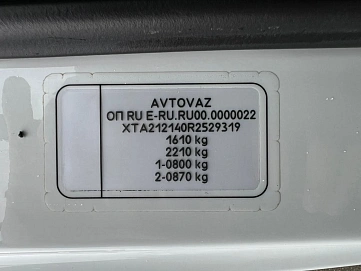 AVTOVAZ
ОП RU E-RU.RU00.0000022
XTA212140R2529319
1610 kg
2210 kg
1-0800 kg
2-0870 kg